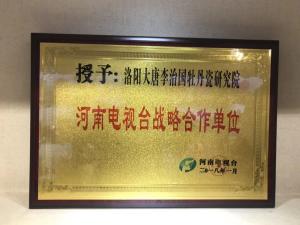 授予：洛阳大唐李治国牡丹瓷研究院
河南电视台战略合作单位
河南电视台
二0一八年一月